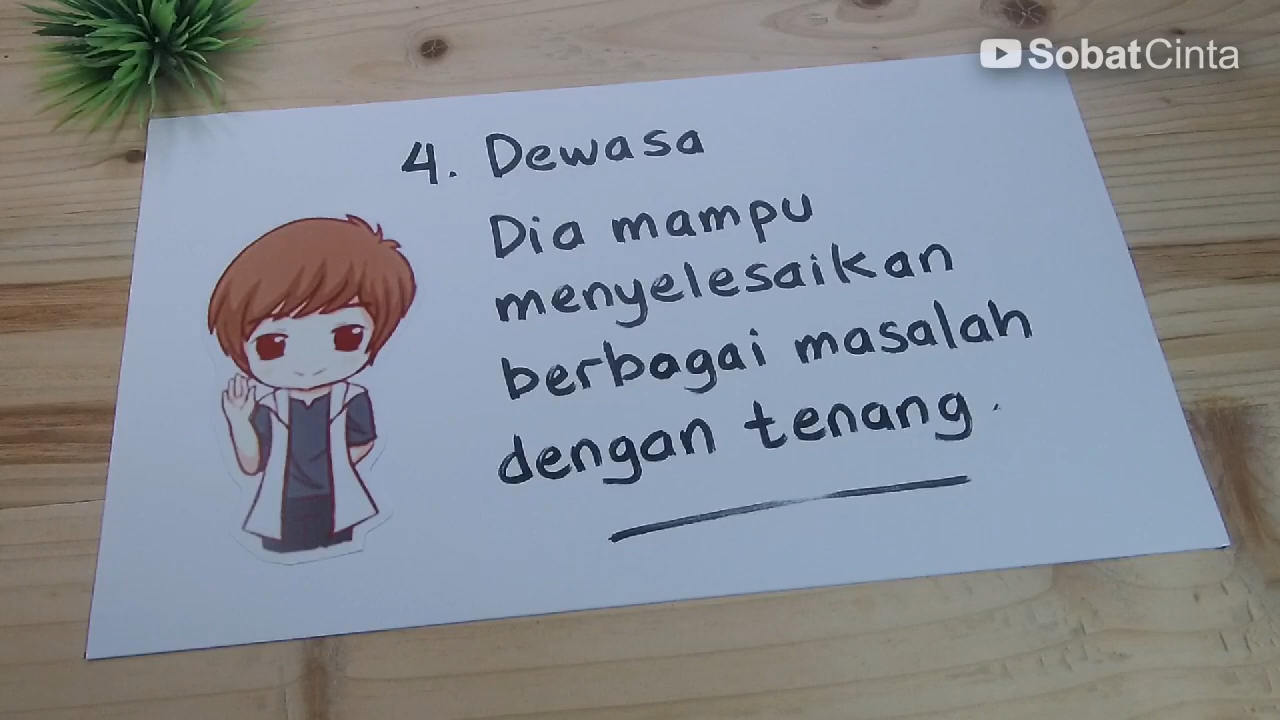 SobatCinta
4. Dewasa
Dia mampu
menyelesaikan
berbagai masalah
dengan tenang.